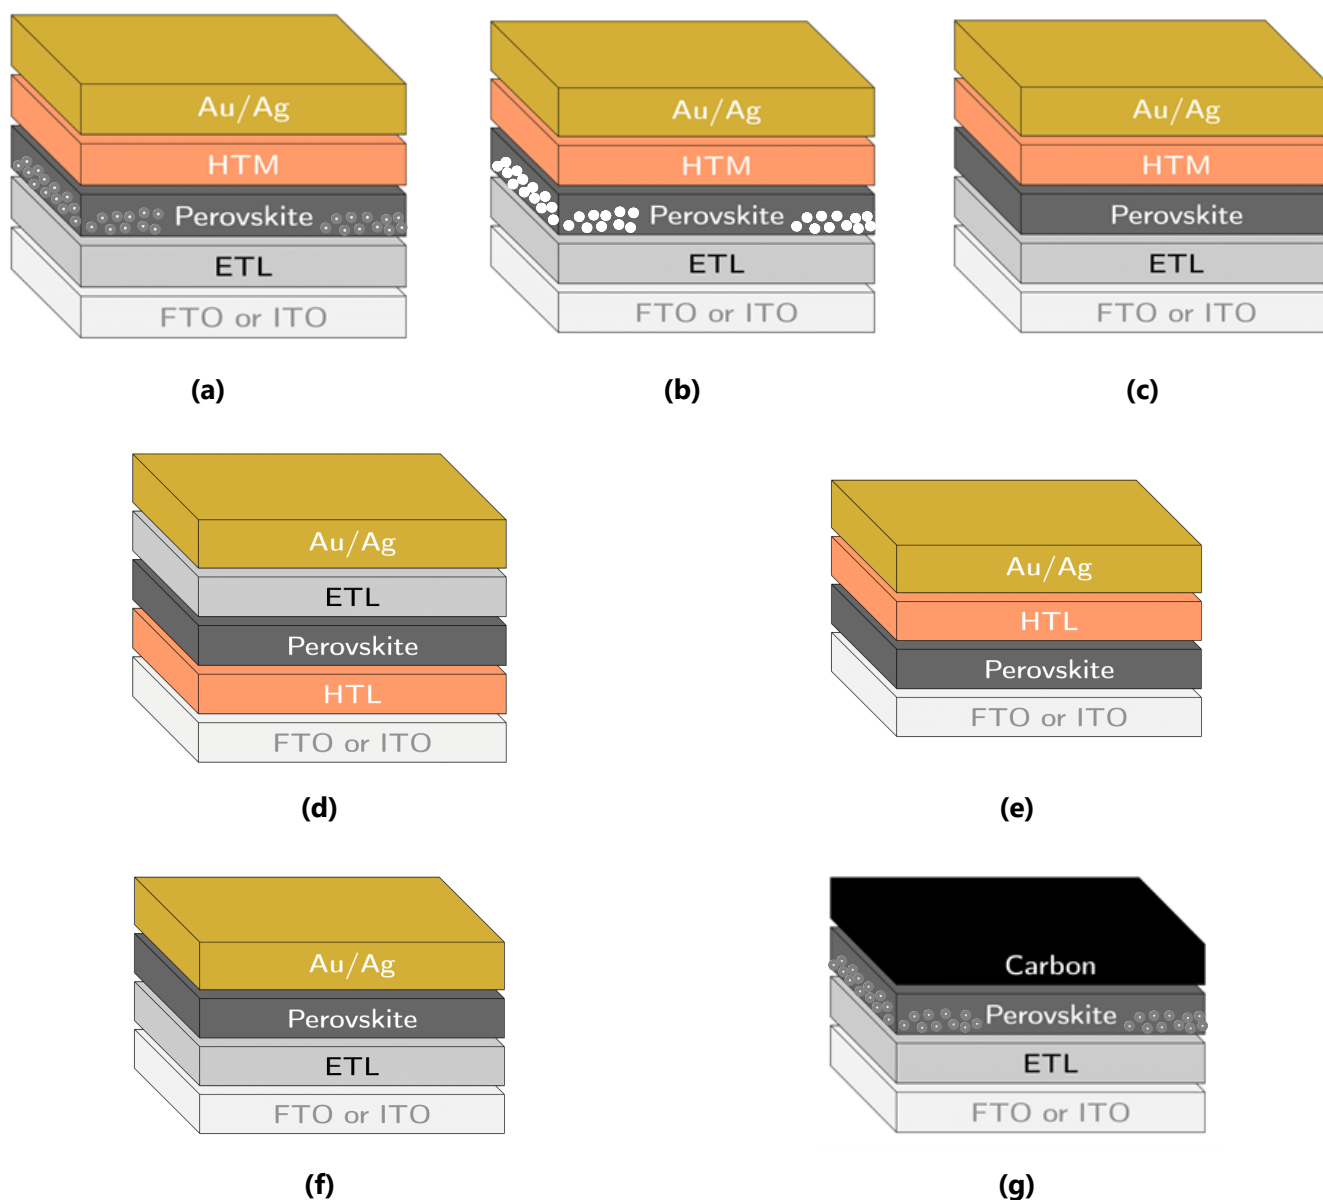 Au/Ag
HTM
Perovskite
ETL
FTO or ITO
(a)
Au/Ag
HTM
Perovskite
ETL
FTO or ITO
(b)
Au/Ag
HTM
Perovskite
ETL
FTO or ITO
(c)
Au/Ag
ETL
Perovskite
HTL
FTO or ITO
(d)
Au/Ag
HTL
Perovskite
FTO or ITO
(e)
Au/Ag
Perovskite
ETL
FTO or ITO
(f)
Carbon
Perovskite
ETL
FTO or ITO
(g)